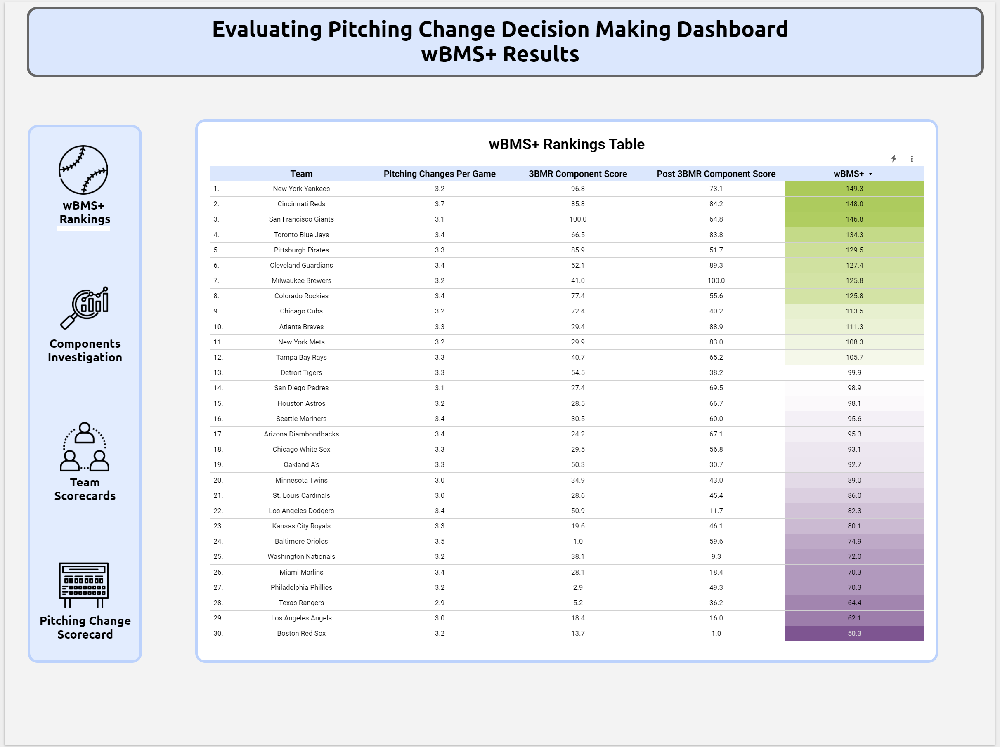 Evaluating Pitching Change Decision Making Dashboard
wBMS+ Results
wBMS+
Rankings
Components
Investigation
Team
Scorecards
Pitching Change
Scorecard
wBMS+ Rankings Table
Team Pitching Changes Per Game 3BMR Component Score Post 3BMR Component Score wBMS+
1. New York Yankees 3.2 96.8 73.1 149.3
2. Cincinnati Reds 3.7 85.8 84.2 148.0
3. San Francisco Giants 3.1 100.0 64.8 146.8
4. Toronto Blue Jays 3.4 66.5 83.8 134.3
5. Pittsburgh Pirates 3.3 85.9 51.7 129.5
6. Cleveland Guardians 3.4 52.1 89.3 127.4
7. Milwaukee Brewers 3.2 41.0 100.0 125.8
8. Colorado Rockies 3.4 77.4 55.6 125.8
9. Chicago Cubs 3.2 72.4 40.2 113.5
10. Atlanta Braves 3.3 29.4 88.9 111.3
11. New York Mets 3.2 29.9 83.0 108.3
12. Tampa Bay Rays 3.3 40.7 65.2 105.7
13. Detroit Tigers 3.3 54.5 38.2 99.9
14. San Diego Padres 3.1 27.4 69.5 98.9
15. Houston Astros 3.2 28.5 66.7 98.1
16. Seattle Mariners 3.4 30.5 60.0 95.6
17. Arizona Diambondbacks 3.4 24.2 67.1 95.3
18. Chicago White Sox 3.3 29.5 56.8 93.1
19. Oakland A's 3.3 50.3 30.7 92.7
20. Minnesota Twins 3.0 34.9 43.0 89.0
21. St. Louis Cardinals 3.0 28.6 45.4 86.0
22. Los Angeles Dodgers 3.4 50.9 11.7 82.3
23. Kansas City Royals 3.3 19.6 46.1 80.1
24. Baltimore Orioles 3.5 1.0 59.6 74.9
25. Washington Nationals 3.2 38.1 9.3 72.0
26. Miami Marlins 3.4 28.1 18.4 70.3
27. Philadelphia Phillies 3.2 2.9 49.3 70.3
28. Texas Rangers 2.9 5.2 36.2 64.4
29. Los Angeles Angels 3.0 18.4 16.0 62.1
30. Boston Red Sox 3.2 13.7 1.0 50.3